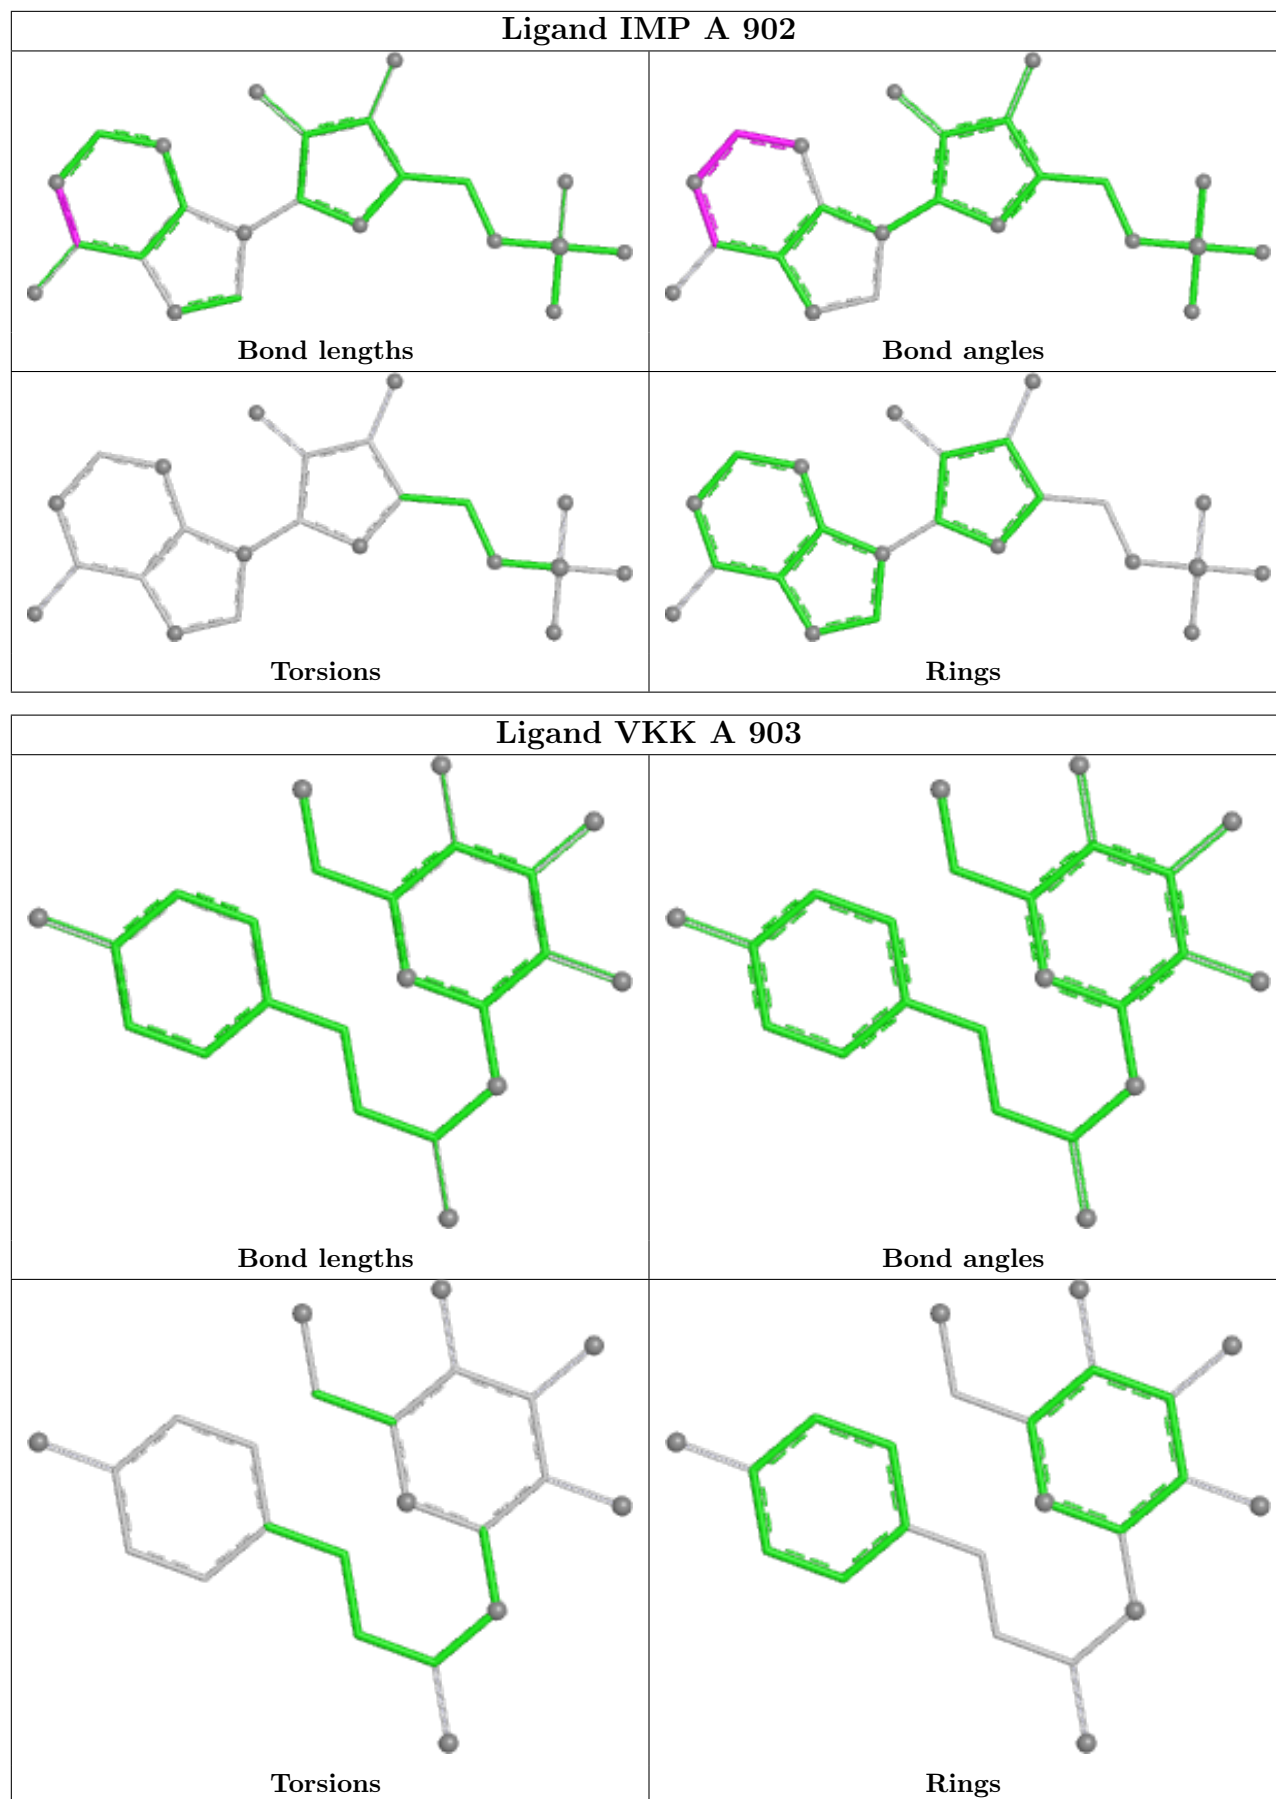 Ligand IMP A 902
Bond lengths
Bond angles
Torsions
Rings
Ligand VKK A 903
Bond lengths
Bond angles
Torsions
Rings